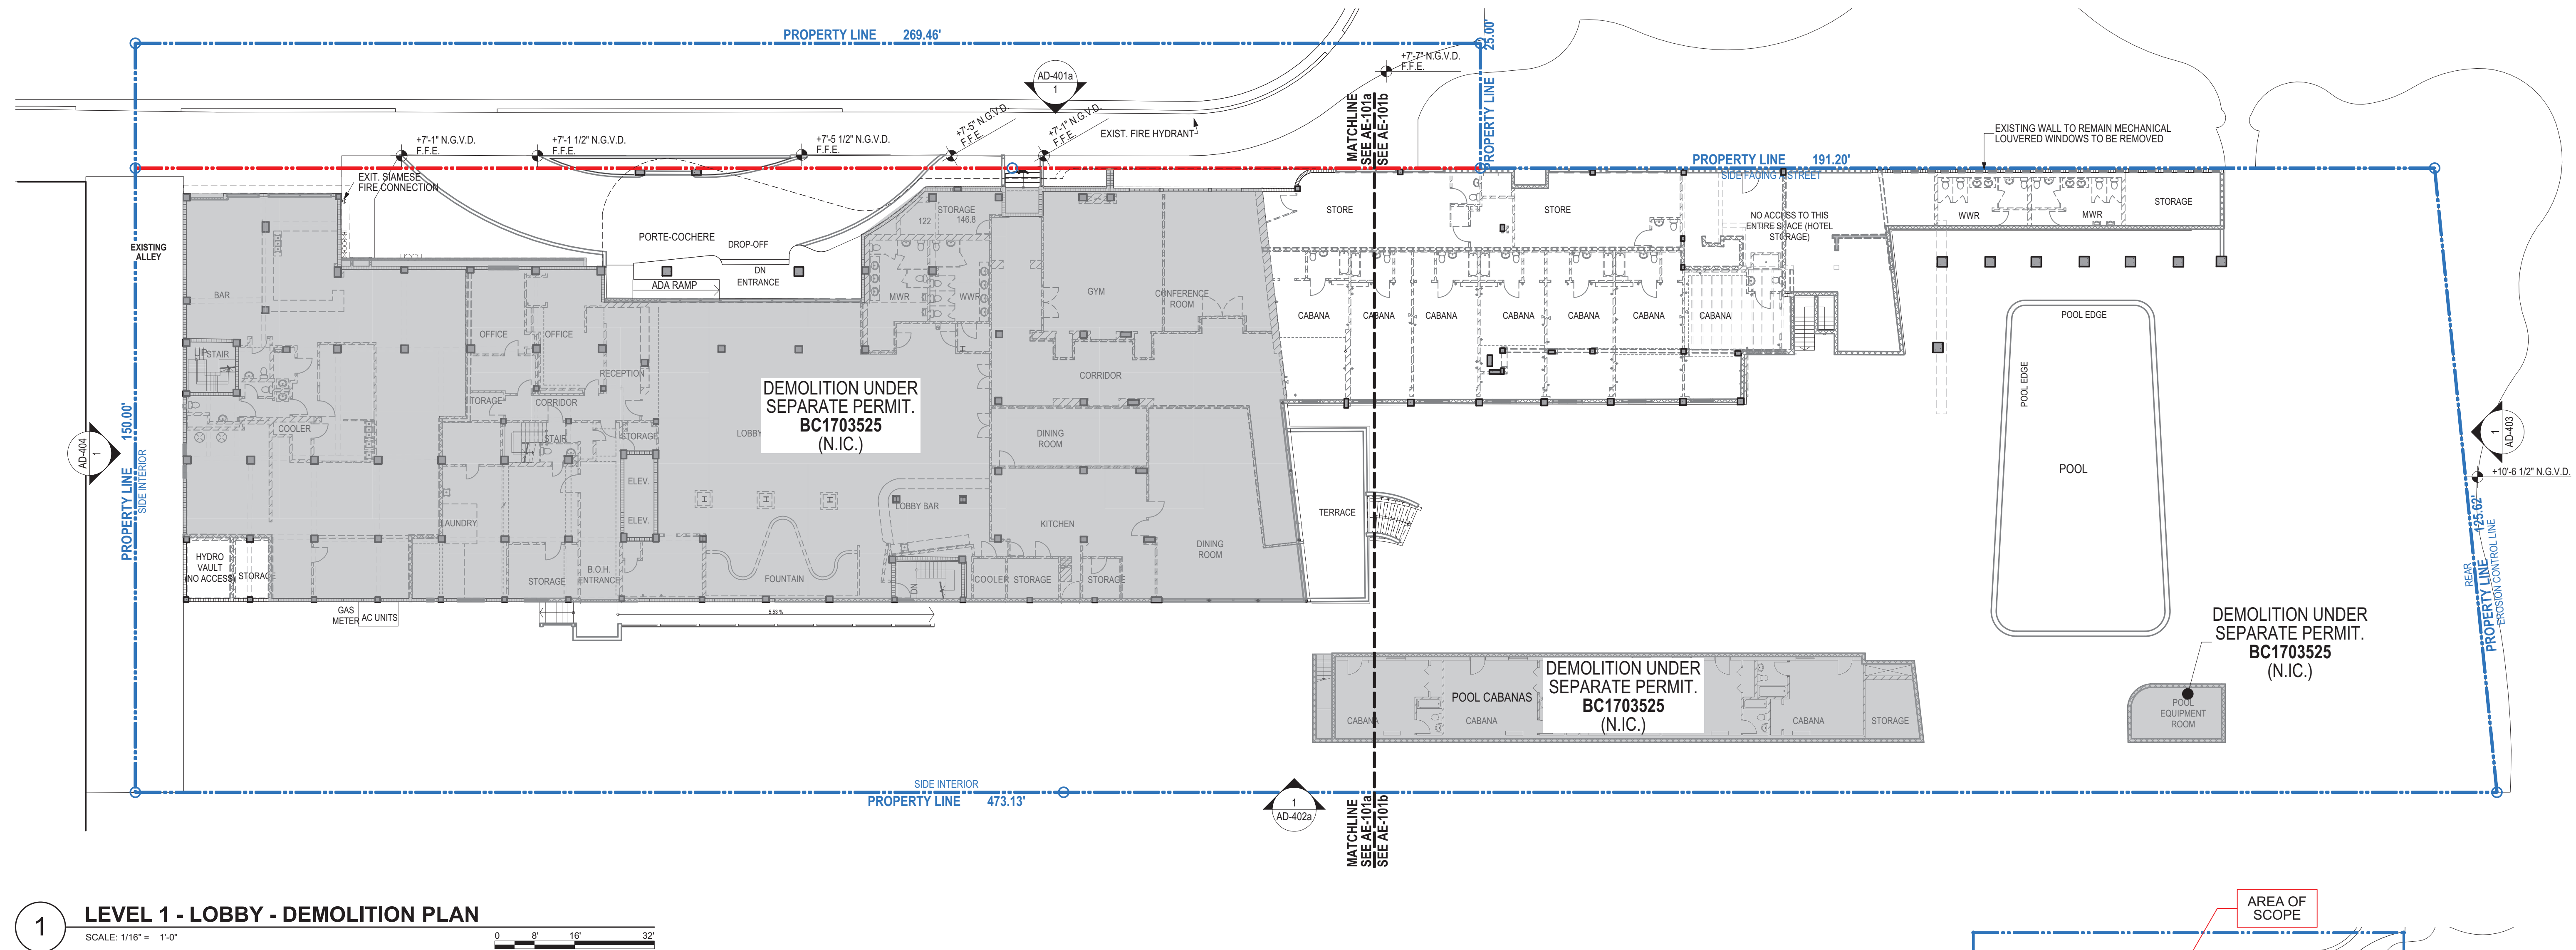 PROPERTY LINE 269.46'
25.00'
PROPERTY LINE
+7'-7" N.G.V.D.
F.F.E.
AD-401a
1
MATCHLINE
SEE AE-101a
SEE AE-101b
+7'-1" N.G.V.D.
F.F.E.
+7'-1 1/2" N.G.V.D.
F.F.E.
+7'-5 1/2" N.G.V.D.
F.F.E.
+7'-5" N.G.V.D.
F.F.E.
+7'-1" N.G.V.D.
F.F.E.
EXIST. FIRE HYDRANT
EXISTING WALL TO REMAIN MECHANICAL
LOUVERED WINDOWS TO BE REMOVED
PROPERTY LINE 191.20'
SIDE FACING A STREET
EXIT. SIAMESE
FIRE CONNECTION
EXISTING
ALLEY
PORTE-COCHERE
DROP-OFF
DN
ENTRANCE
ADA RAMP
STORAGE
122
146.8
STORE
STORE
NO ACCESS TO THIS
ENTIRE SPACE (HOTEL
STORAGE)
WWR
MWR
STORAGE
BAR
OFFICE
OFFICE
MWR
WWR
GYM
CONFERENCE
ROOM
CABANA
CABANA
CABANA
CABANA
CABANA
CABANA
CABANA
POOL EDGE
POOL EDGE
POOL
UP
STAIR
RECEPTION
TORAGE
CORRIDOR
CORRIDOR
DEMOLITION UNDER
SEPARATE PERMIT.
BC1703525
(N.IC.)
LOBBY
COOLER
STAIR
STORAGE
DINING
ROOM
ELEV.
ELEV.
LAUNDRY
LOBBY BAR
KITCHEN
TERRACE
DINING
ROOM
HYDRO
VAULT
(NO ACCESS)
STORAG
STORAGE
B.O.H.
ENTRANCE
FOUNTAIN
DN
COOLER
STORAGE
STORAGE
GAS
METER
AC UNITS
5.53 %
AD-404
1
PROPERTY LINE 150.00'
SIDE INTERIOR
1
AD-403
+10'-6 1/2" N.G.V.D.
REAR
PROPERTY LINE 125.62'
EROSION CONTROL LINE
DEMOLITION UNDER
SEPARATE PERMIT.
BC1703525
(N.IC.)
POOL
EQUIPMENT
ROOM
POOL CABANAS
DEMOLITION UNDER
SEPARATE PERMIT.
BC1703525
(N.IC.)
CABANA
CABANA
CABANA
STORAGE
SIDE INTERIOR
PROPERTY LINE 473.13'
1
AD-402a
MATCHLINE
SEE AE-101a
SEE AE-101b
1
LEVEL 1 - LOBBY - DEMOLITION PLAN
SCALE: 1/16" = 1'-0"
0 8' 16' 32'
AREA OF
SCOPE